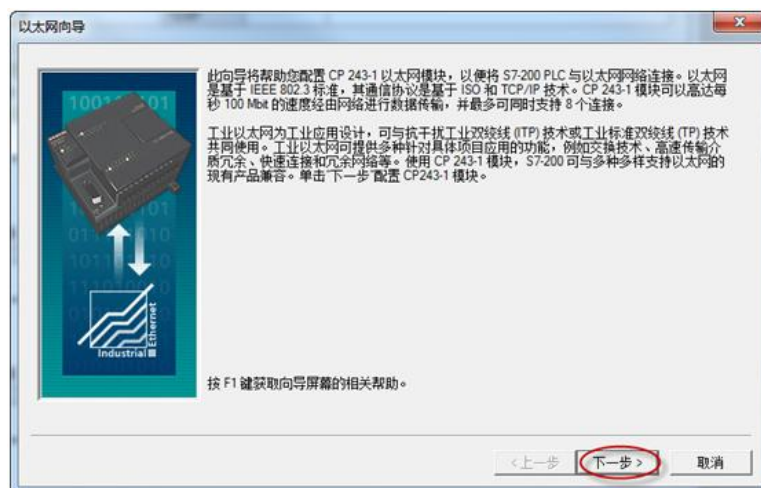 以太网向导
此向导将帮助您配置 CP 243-1 以太网模块，以便将 S7-200 PLC 与以太网网络连接。以太网
是基于 IEEE 802.3 标准，其通信协议是基于 ISO 和 TCP/IP 技术。CP 243-1 模块可以高达每
秒 100 Mbit 的速度经由网络进行数据传输，并最多可同时支持 8 个连接。
工业以太网为工业应用设计，可与抗干扰工业双绞线 (ITP) 技术或工业标准双绞线 (TP) 技术
共同使用。工业以太网可提供多种针对具体项目应用的功能，例如交换技术、高速传输介
质冗余、快速连接和冗余网络等。使用 CP 243-1 模块，S7-200 可与多种多样支持以太网的
现有产品兼容。单击“下一步”配置 CP243-1 模块。
Industrial
Ethernet
按 F1 键获取向导屏幕的相关帮助。
<上一步
下一步>
取消